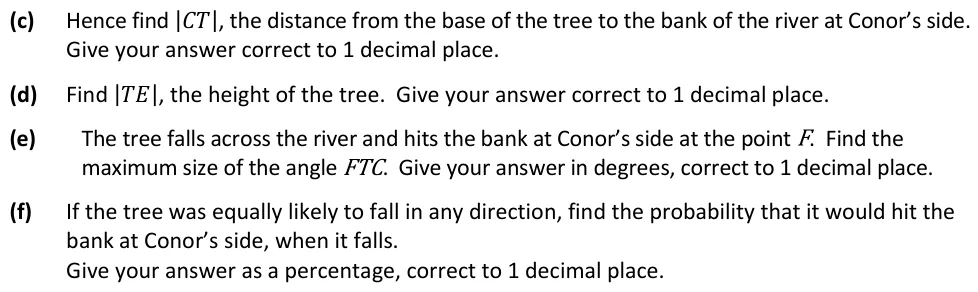 (c) Hence find |CT|, the distance from the base of the tree to the bank of the river at Conor’s side.
Give your answer correct to 1 decimal place.
(d) Find |TE|, the height of the tree. Give your answer correct to 1 decimal place.
(e) The tree falls across the river and hits the bank at Conor’s side at the point F. Find the
maximum size of the angle FTC. Give your answer in degrees, correct to 1 decimal place.
(f) If the tree was equally likely to fall in any direction, find the probability that it would hit the
bank at Conor’s side, when it falls.
Give your answer as a percentage, correct to 1 decimal place.